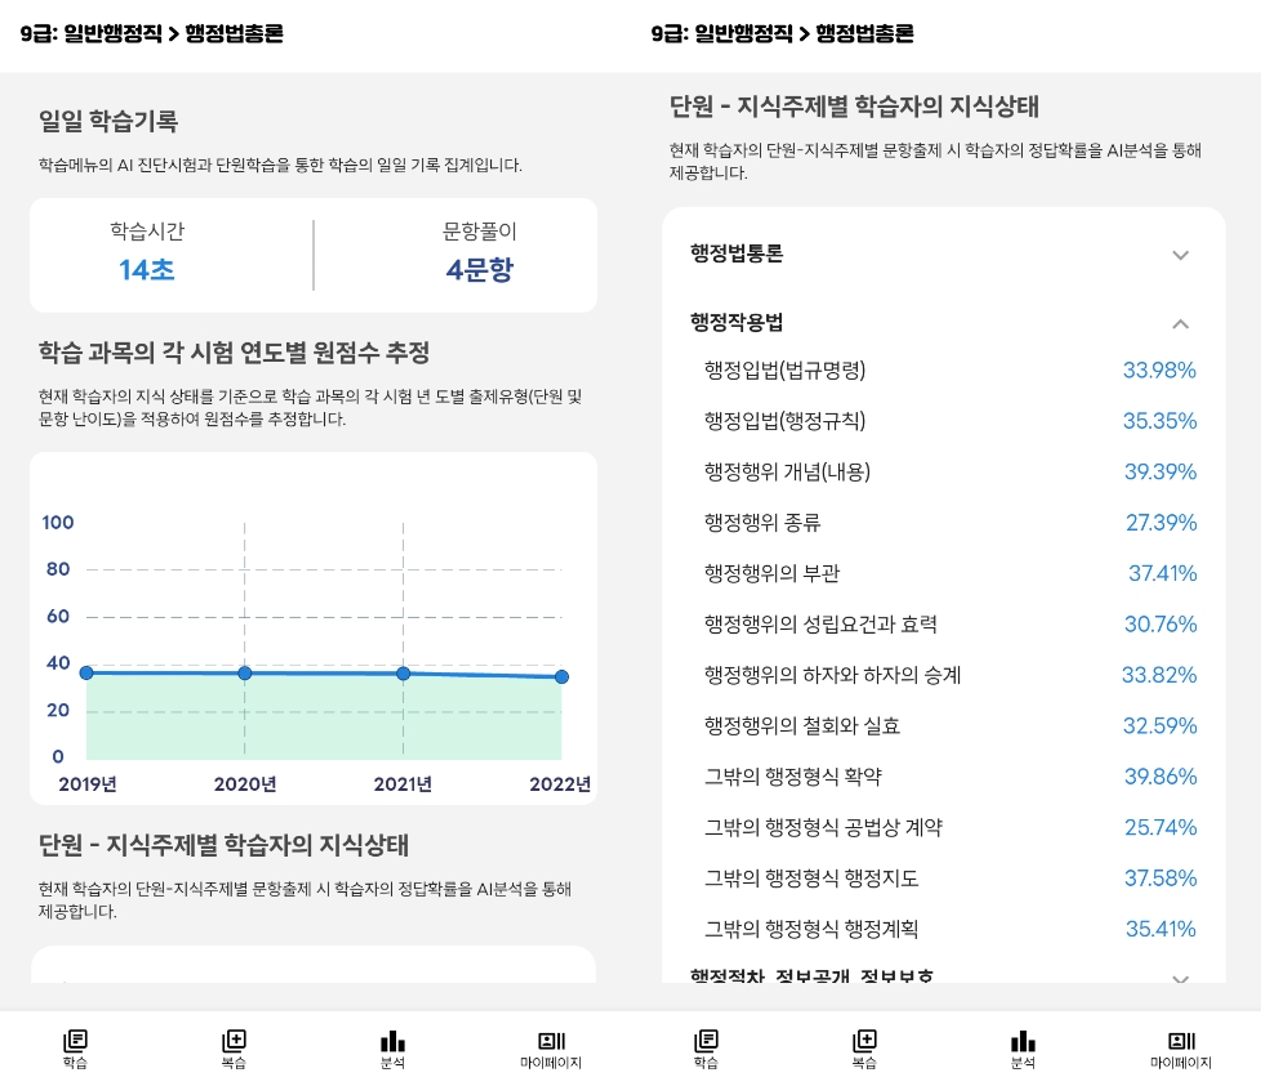 9급: 일반행정직 > 행정법총론
일일 학습기록
학습메뉴의 AI 진단시험과 단원학습을 통한 학습의 일일 기록 집계입니다.
학습시간
14초
문항풀이
4문항
학습 과목의 각 시험 연도별 원점수 추정
현재 학습자의 지식 상태를 기준으로 학습 과목의 각 시험 년 도별 출제유형(단원 및
문항 난이도)을 적용하여 원점수를 추정합니다.
100
80
60
40
20
0
2019년
2020년
2021년
2022년
단원 - 지식주제별 학습자의 지식상태
현재 학습자의 단원-지식주제별 문항출제 시 학습자의 정답확률을 AI분석을 통해
제공합니다.
학습
복습
분석
마이페이지
9급: 일반행정직 > 행정법총론
단원 - 지식주제별 학습자의 지식상태
현재 학습자의 단원-지식주제별 문항출제 시 학습자의 정답확률을 AI분석을 통해
제공합니다.
행정법통론
행정작용법
행정입법(법규명령) 33.98%
행정입법(행정규칙) 35.35%
행정행위 개념(내용) 39.39%
행정행위 종류 27.39%
행정행위의 부관 37.41%
행정행위의 성립요건과 효력 30.76%
행정행위의 하자와 하자의 승계 33.82%
행정행위의 철회와 실효 32.59%
그밖의 행정형식 확약 39.86%
그밖의 행정형식 공법상 계약 25.74%
그밖의 행정형식 행정지도 37.58%
그밖의 행정형식 행정계획 35.41%
행정절차, 정보공개, 정보보호
학습
복습
분석
마이페이지